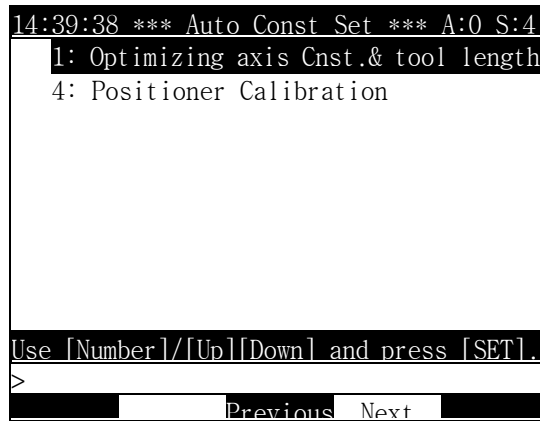 14:39:38 *** Auto Const Set *** A:0 S:4
1: Optimizing axis Cnst.& tool length
4: Positioner Calibration
Use [Number]/[Up][Down] and press [SET].
>
Previous Next